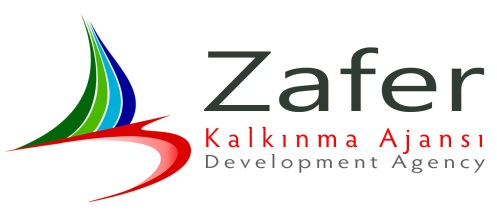 Zafer
Kalkınma Ajansı
Development Agency